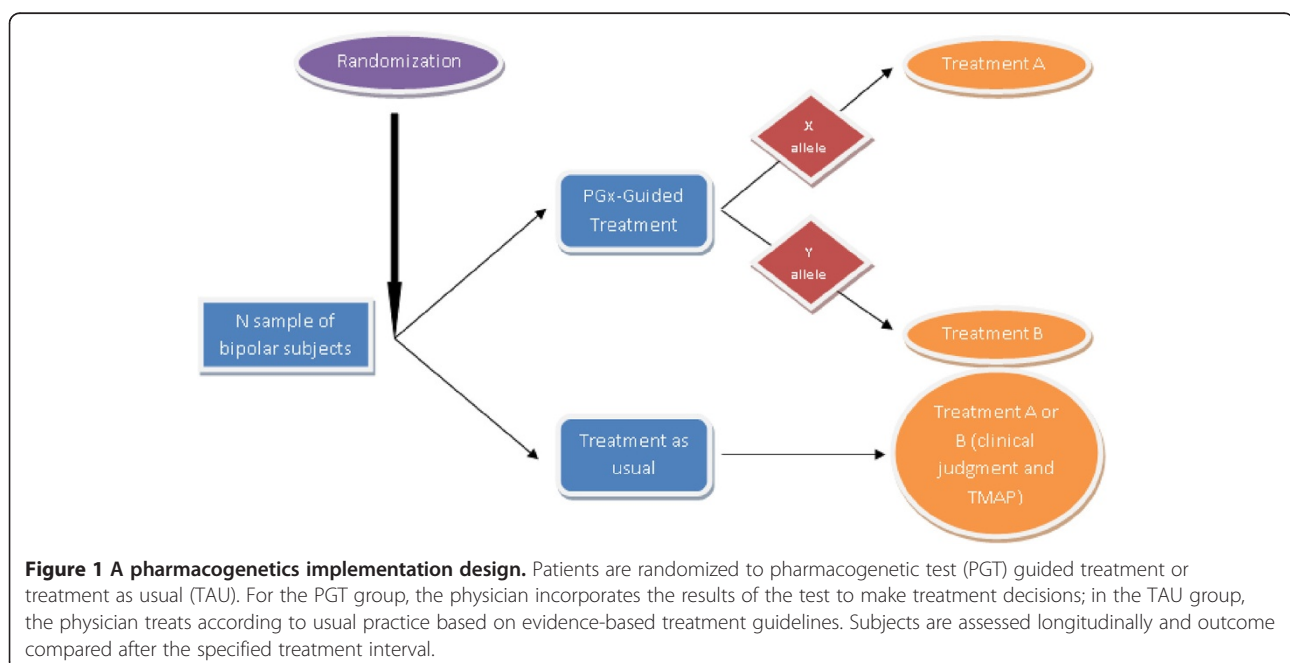 Randomization
Treatment A
X
allele
PGx-Guided
Treatment
Y
allele
N sample of
bipolar subjects
Treatment B
Treatment as
usual
Treatment A or
B (clinical
judgment and
TMAP)
Figure 1 A pharmacogenetics implementation design. Patients are randomized to pharmacogenetic test (PGT) guided treatment or
treatment as usual (TAU). For the PGT group, the physician incorporates the results of the test to make treatment decisions; in the TAU group,
the physician treats according to usual practice based on evidence-based treatment guidelines. Subjects are assessed longitudinally and outcome
compared after the specified treatment interval.